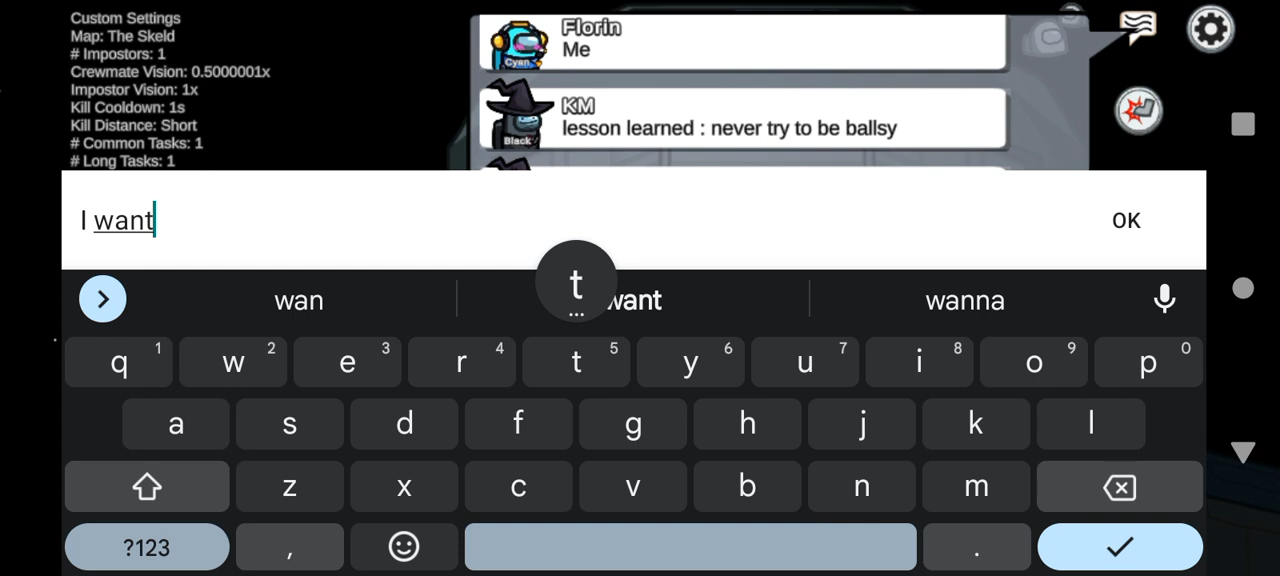 Custom Settings
Map: The Skeld
# Impostors: 1
Crewmate Vision: 0.5000001x
Impostor Vision: 1x
Kill Cooldown: 1s
Kill Distance: Short
# Common Tasks: 1
# Long Tasks: 1
Florin
Me
Cyan
KM
lesson learned : never try to be ballsy
Black
I want
OK
t
...
wan want wanna
q 1 w 2 e 3 r 4 t 5 y 6 u 7 i 8 o 9 p 0
a s d f g h j k l
z x c v b n m
?123 , .